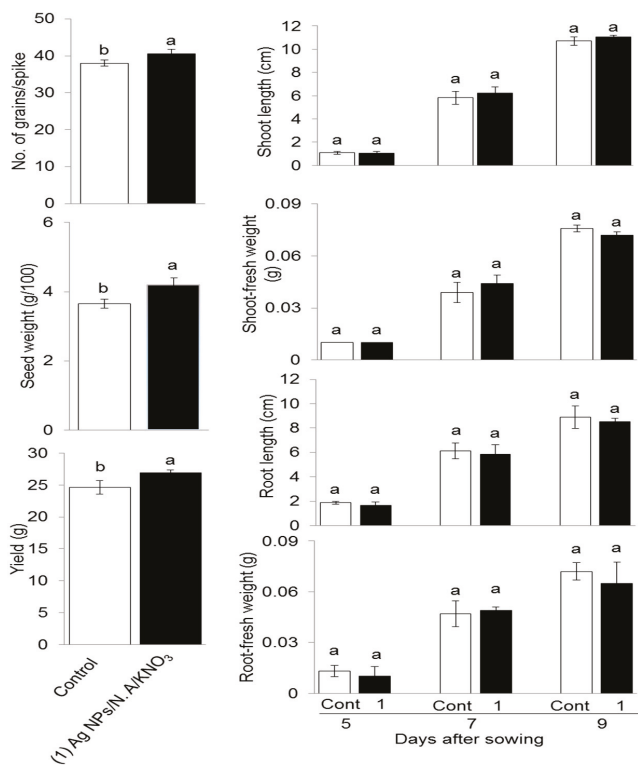 50
40
30
20
10
0
No. of grains/spike
b
a
6
4
2
0
Seed weight (g/100)
b
a
30
25
20
15
10
5
0
Yield (g)
b
a
Control
(1) Ag NPs/N. A/KNO3
12
10
8
6
4
2
0
Shoot length (cm)
a a
a a
a a
0.09
0.06
0.03
0
Shoot-fresh weight
(g)
a a
a a
a a
12
10
8
6
4
2
0
Root length (cm)
a a
a a
a a
0.09
0.06
0.03
0
Root-fresh weight (g)
a a
a a
a a
Cont 1 Cont 1 Cont 1
5 7 9
Days after sowing